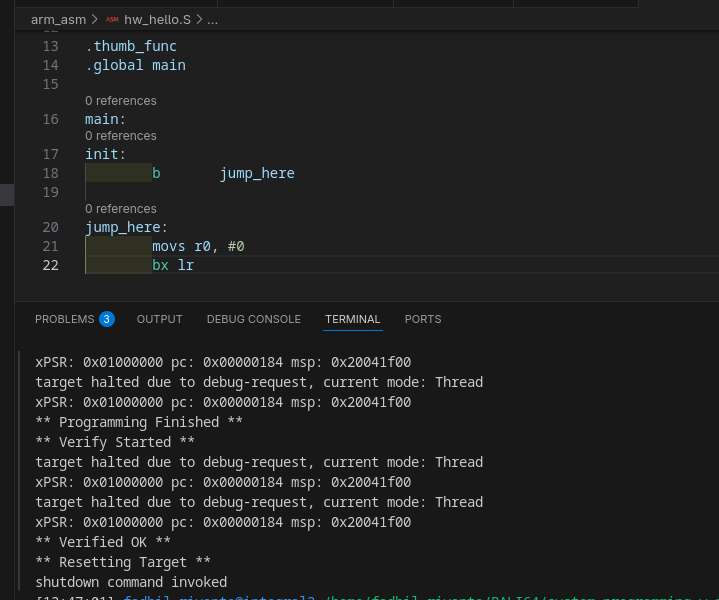 arm_asm > ASM hw_hello.S > ...
13 .thumb_func
14 .global main
15
0 references
16 main:
0 references
17 init:
18 b jump_here
19
0 references
20 jump_here:
21 movs r0, #0
22 bx lr
PROBLEMS 3 OUTPUT DEBUG CONSOLE TERMINAL PORTS
xPSR: 0x01000000 pc: 0x00000184 msp: 0x20041f00
target halted due to debug-request, current mode: Thread
xPSR: 0x01000000 pc: 0x00000184 msp: 0x20041f00
** Programming Finished **
** Verify Started **
target halted due to debug-request, current mode: Thread
xPSR: 0x01000000 pc: 0x00000184 msp: 0x20041f00
target halted due to debug-request, current mode: Thread
xPSR: 0x01000000 pc: 0x00000184 msp: 0x20041f00
** Verified OK **
** Resetting Target **
shutdown command invoked